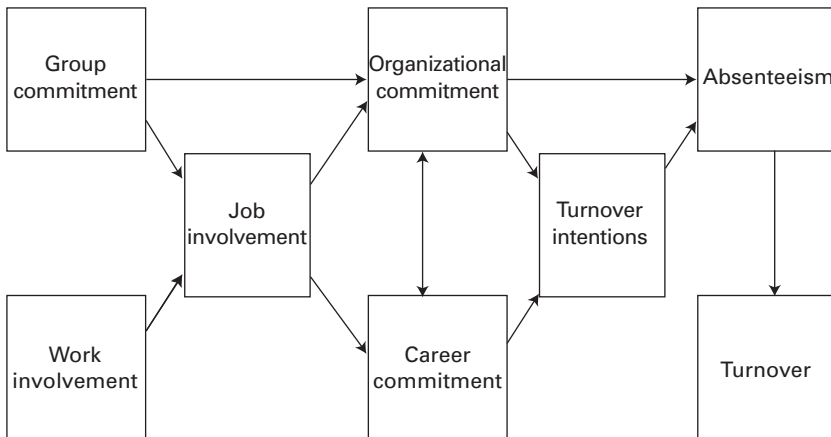 Group
commitment
Organizational
commitment
Absenteeism
Job
involvement
Turnover
intentions
Work
involvement
Career
commitment
Turnover